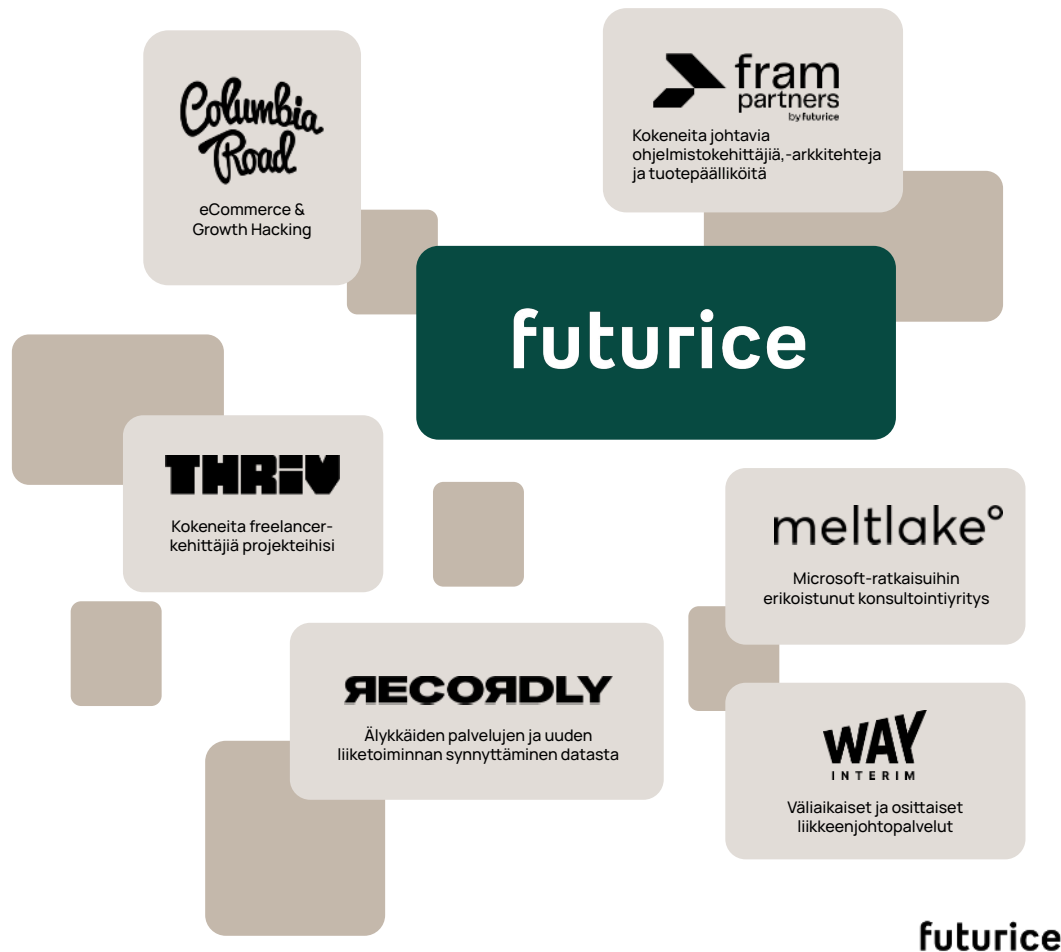 Columbia
Road
eCommerce &
Growth Hacking
fram
partners
by futurice
Kokeneita johtavia
ohjelmistokehittäjiä,-arkkitehteja
ja tuotepäälliköitä
futurice
THRIV
Kokeneita freelancer-
kehittäjiä projekteihisi
meltlake°
Microsoft-ratkaisuihin
erikoistunut konsultointiyritys
RECORDLY
Älykkäiden palvelujen ja uuden
liiketoiminnan synnyttäminen datasta
WAY
INTERIM
Väliaikaiset ja osittaiset
liikkeenjohtopalvelut
futurice